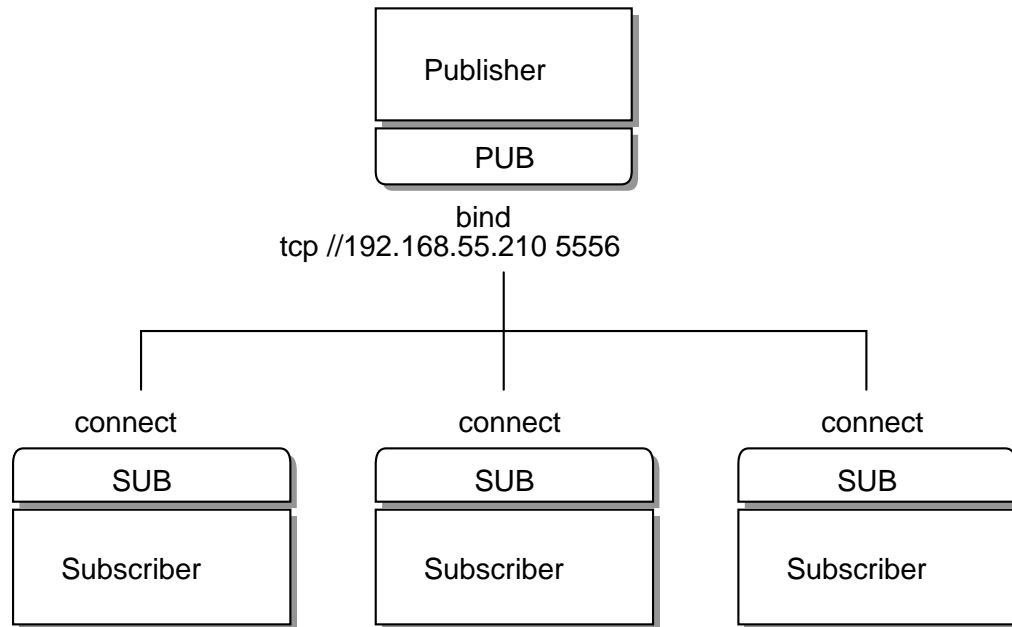 Publisher
PUB
bind
tcp //192.168.55.210 5556
connect connect connect
SUB SUB SUB
Subscriber Subscriber Subscriber